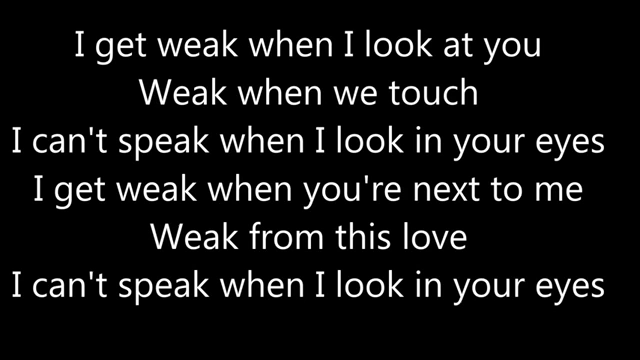 I get weak when I look at you
Weak when we touch
I can't speak when I look in your eyes
I get weak when you're next to me
Weak from this love
I can't speak when I look in your eyes